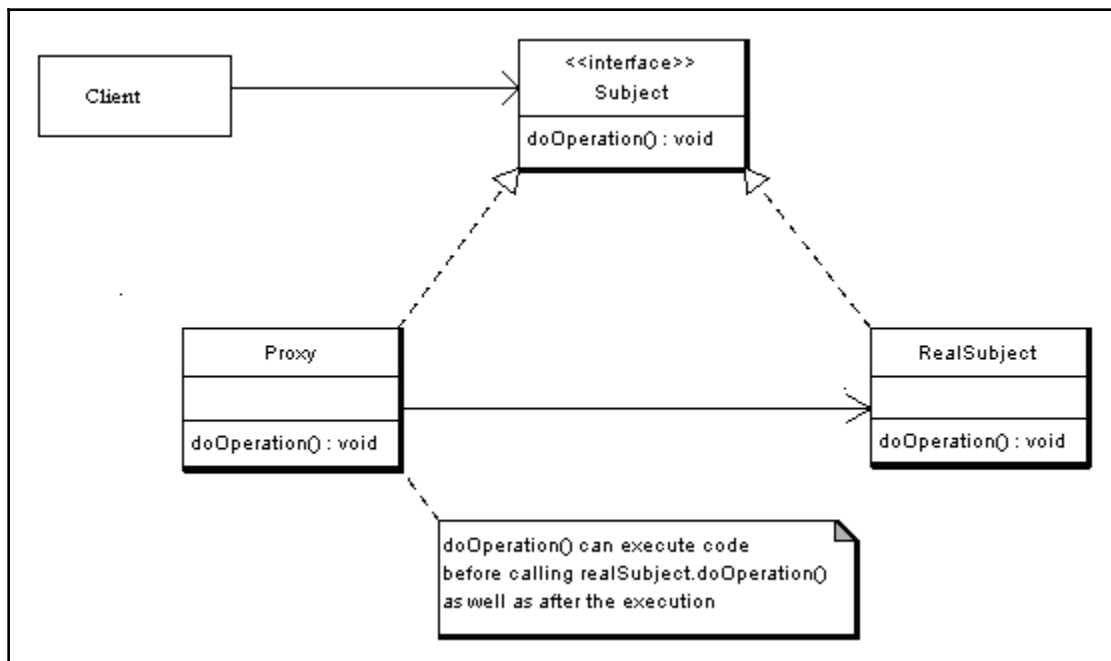 Client
<<interface>>
Subject
doOperation() : void
Proxy
doOperation() : void
RealSubject
doOperation() : void
doOperation() can execute code
before calling realSubject.doOperation()
as well as after the execution